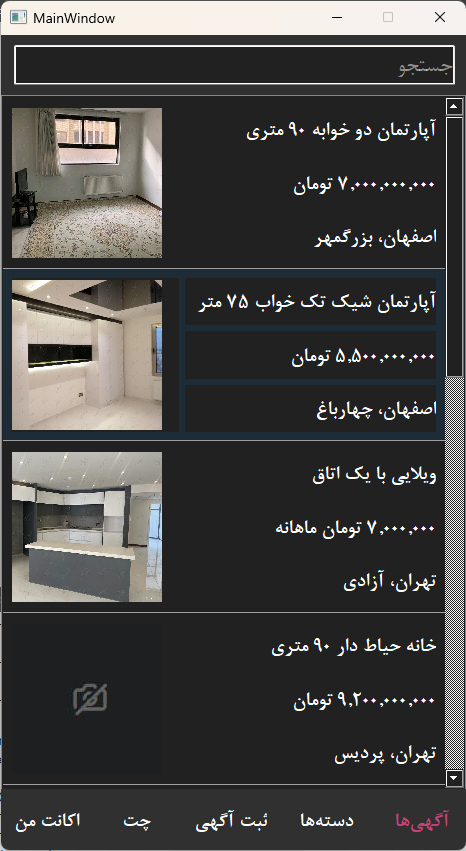 MainWindow
جستجو
آپارتمان دو خوابه ۹۰ متری
۷,۰۰۰,۰۰۰,۰۰۰ تومان
اصفهان، بزرگمهر
آپارتمان شیک تک خواب ۷۵ متر
۵,۵۰۰,۰۰۰,۰۰۰ تومان
اصفهان، چهارباغ
ویلایی با یک اتاق
۷,۰۰۰,۰۰۰ تومان ماهانه
تهران، آزادی
خانه حیاط دار ۹۰ متری
۹,۲۰۰,۰۰۰,۰۰۰ تومان
تهران، پردیس
آگهی‌ها دسته‌ها ثبت آگهی چت اکانت من